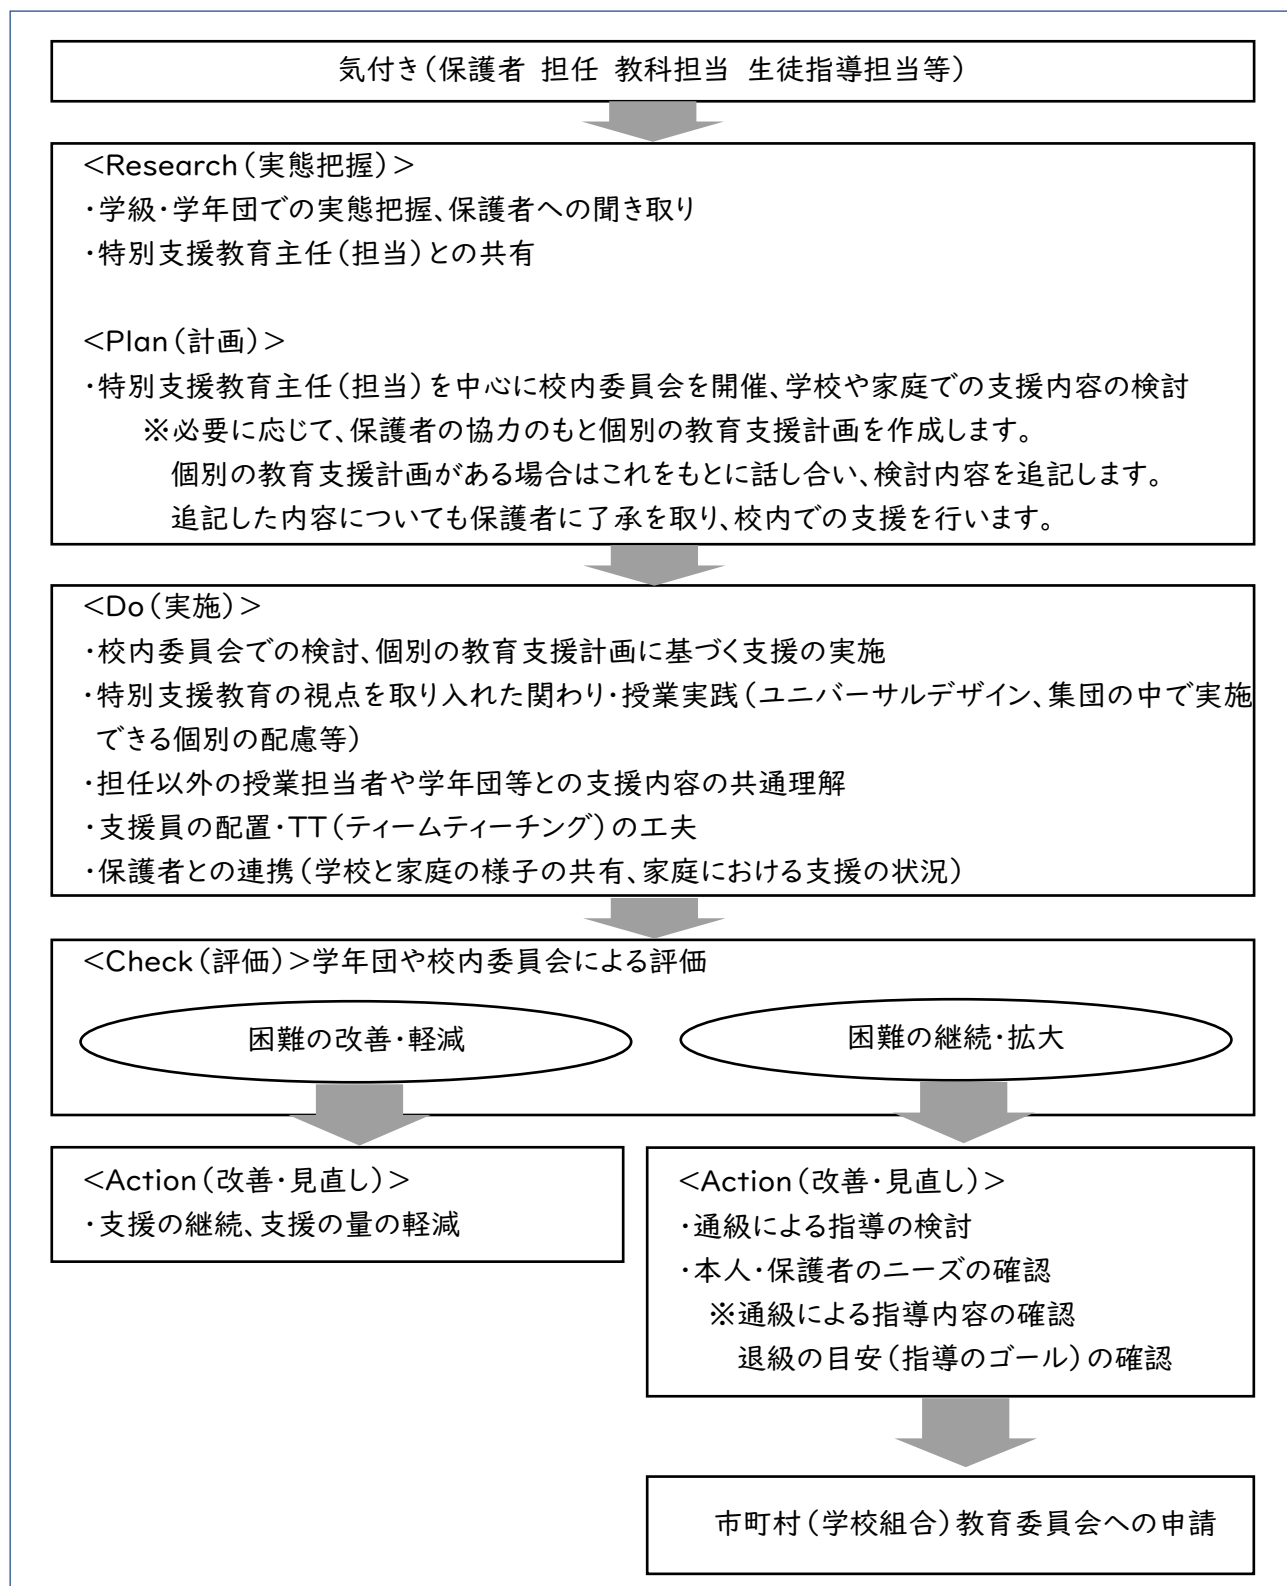 気付き（保護者 担任 教科担当 生徒指導担当等）
＜Research（実態把握）＞
・学級・学年団での実態把握、保護者への聞き取り
・特別支援教育主任（担当）との共有
＜Plan（計画）＞
・特別支援教育主任（担当）を中心に校内委員会を開催、学校や家庭での支援内容の検討
※必要に応じて、保護者の協力のもと個別の教育支援計画を作成します。
個別の教育支援計画がある場合はこれをもとに話し合い、検討内容を追記します。
追記した内容についても保護者に了承を取り、校内での支援を行います。
＜Do（実施）＞
・校内委員会での検討、個別の教育支援計画に基づく支援の実施
・特別支援教育の視点を取り入れた関わり・授業実践（ユニバーサルデザイン、集団の中で実施
できる個別の配慮等）
・担任以外の授業担当者や学年団等との支援内容の共通理解
・支援員の配置・TT（ティームティーチング）の工夫
・保護者との連携（学校と家庭の様子の共有、家庭における支援の状況）
＜Check（評価）＞学年団や校内委員会による評価
困難の改善・軽減
困難の継続・拡大
＜Action（改善・見直し）＞
・支援の継続、支援の量の軽減
＜Action（改善・見直し）＞
・通級による指導の検討
・本人・保護者のニーズの確認
※通級による指導内容の確認
退級の目安（指導のゴール）の確認
市町村（学校組合）教育委員会への申請